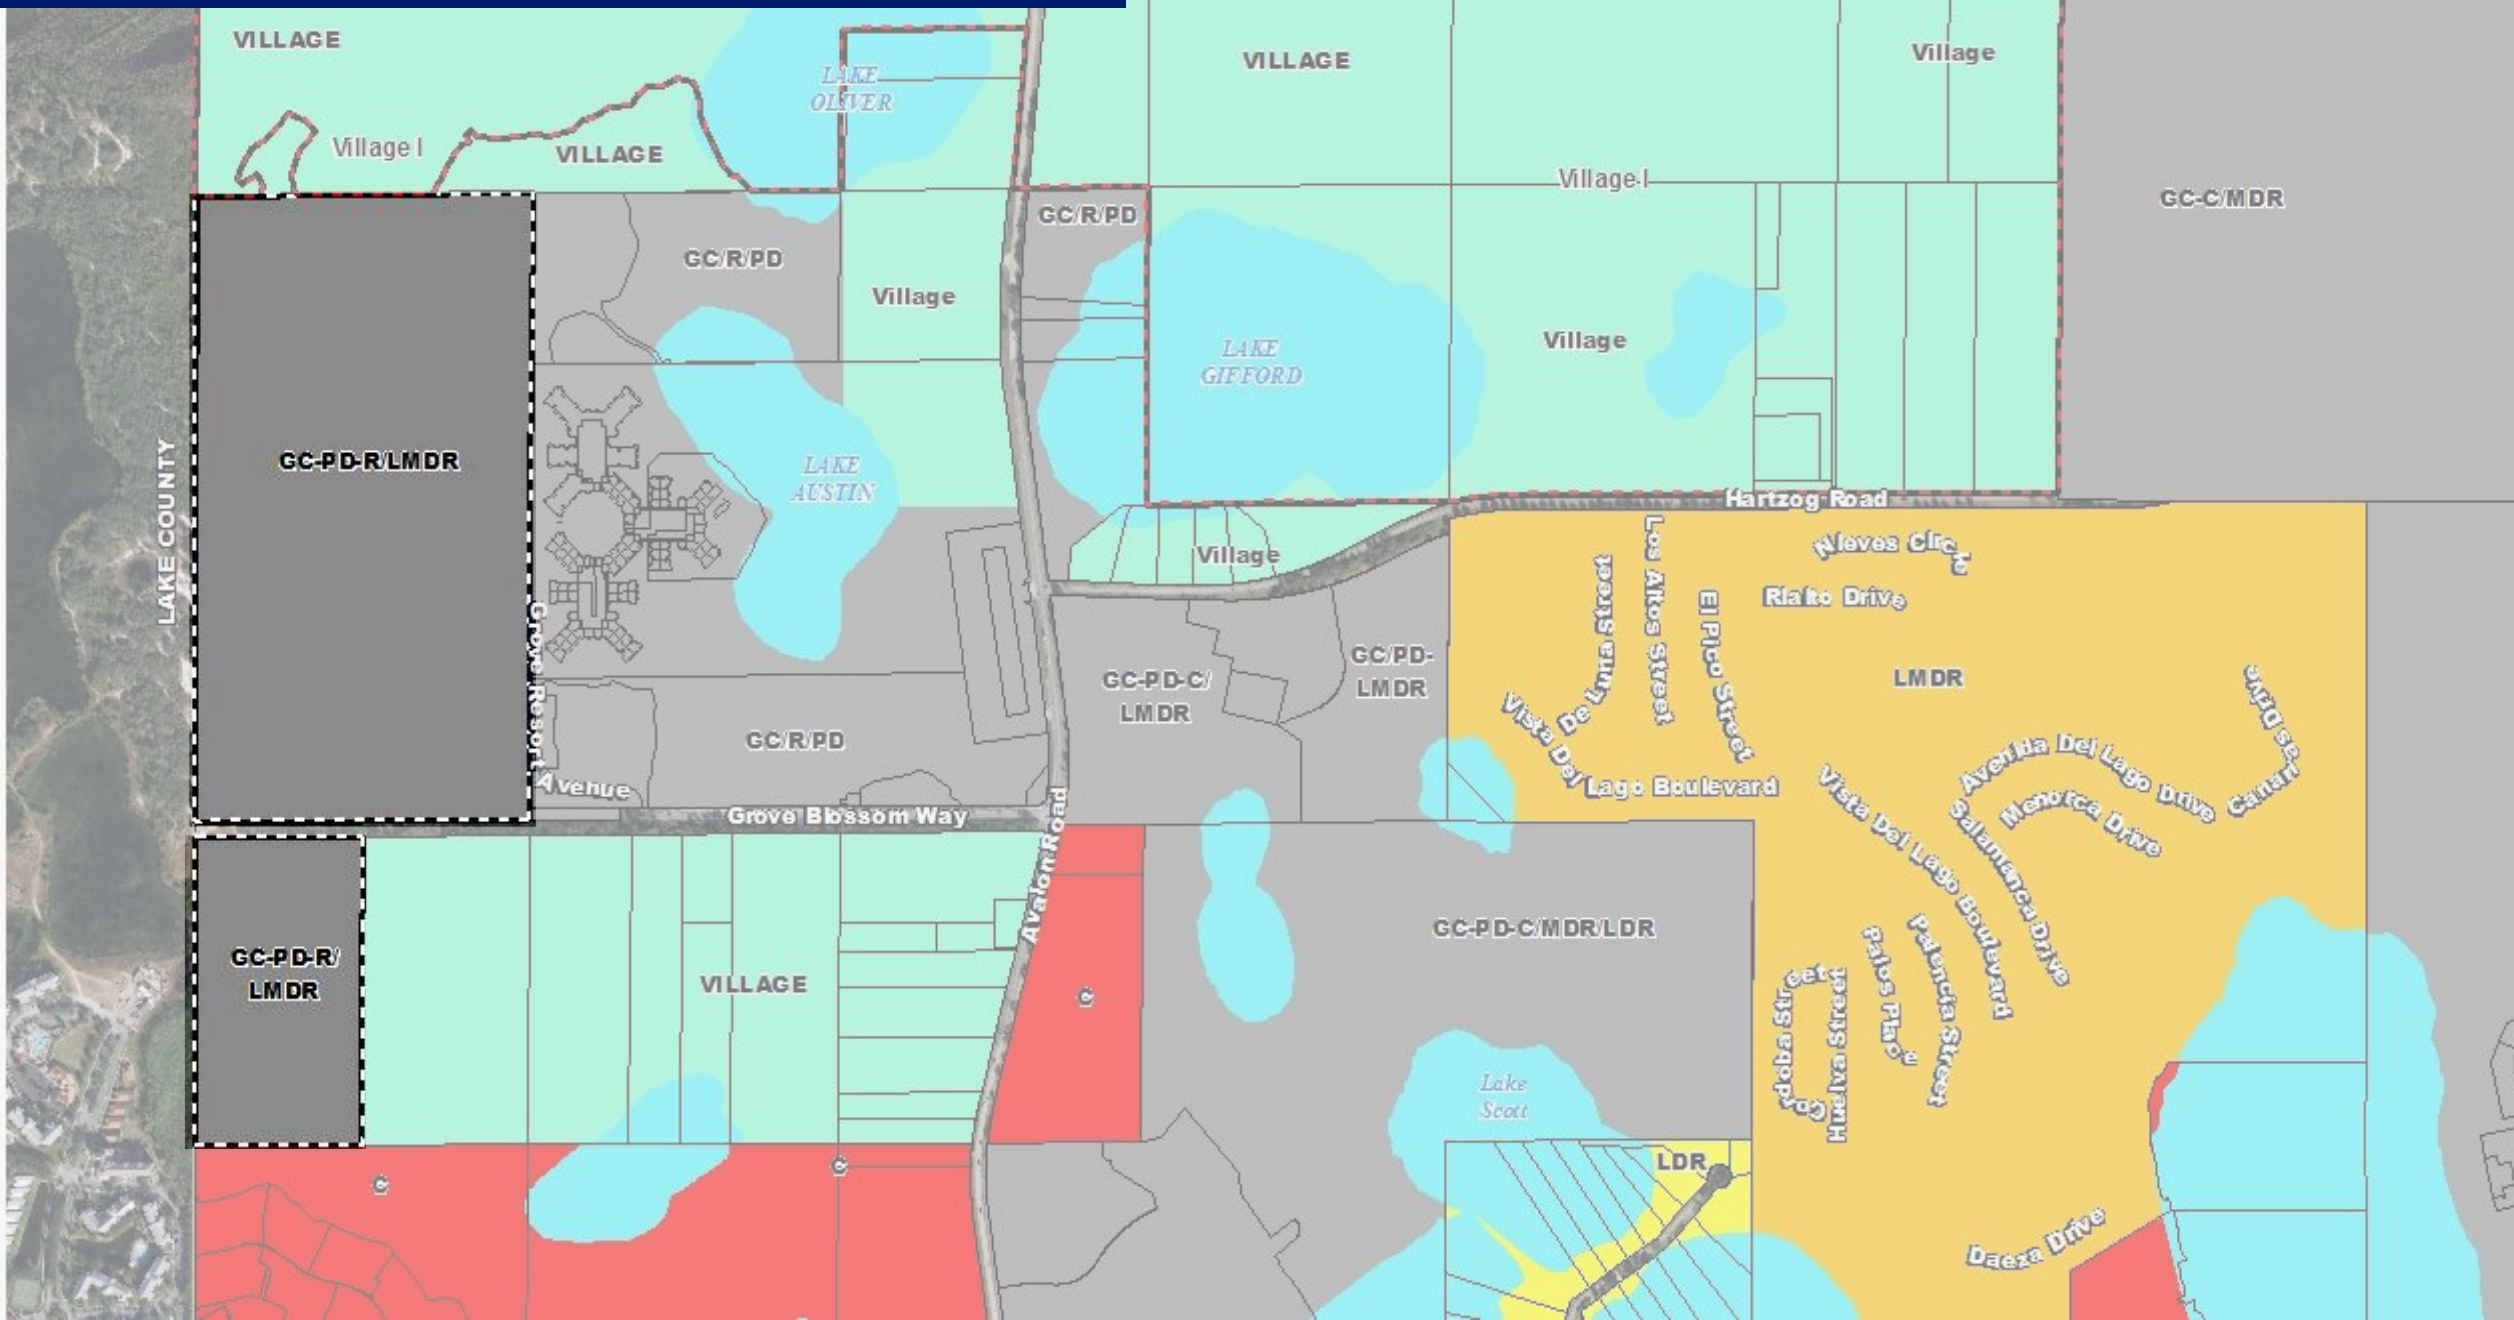 VILLAGE
VILLAGE
Village
LAKE
OLIVER
Village I
VILLAGE
Village I
GC-C/MDR
GC/R/PD
GC/R/PD
Village
LAKE
GIFFORD
Village
GC-PD-R/LMDR
LAKE
AUSTIN
LAKE COUNTY
Hartzog Road
Village
Nieves Circle
Rialto Drive
De Luna Street
Los Altos Street
El Pico Street
Grove Resort Avenue
GC-PD-C/
LMDR
GC/PD-
LMDR
LMDR
GC/R/PD
Vista Del Lago Boulevard
Avenida Del Lago Drive
Menorca Drive
Canarias Drive
Grove Blossom Way
Avalon Road
Vista Del Lago Boulevard
Salamanca Drive
GC-PD-R/
LMDR
VILLAGE
C
GC-PD-C/MDR/LDR
Palos Place
Palencia Street
Cordoba Street
Huelva Street
Lake
Scott
C
C
LDR
Daeza Drive